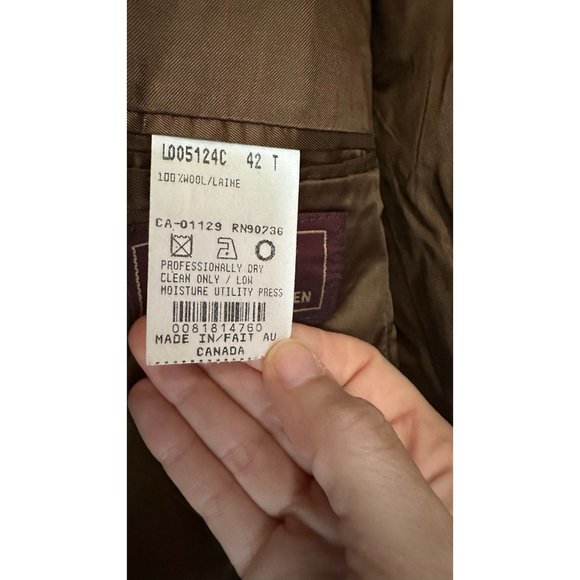 L005124C 42 T
100%WOOL/LAINE
CA-01129 RN90736
PROFESSIONALLY DRY
CLEAN ONLY / LOW
MOISTURE UTILITY PRESS
0081814760
MADE IN/FAIT AU
CANADA